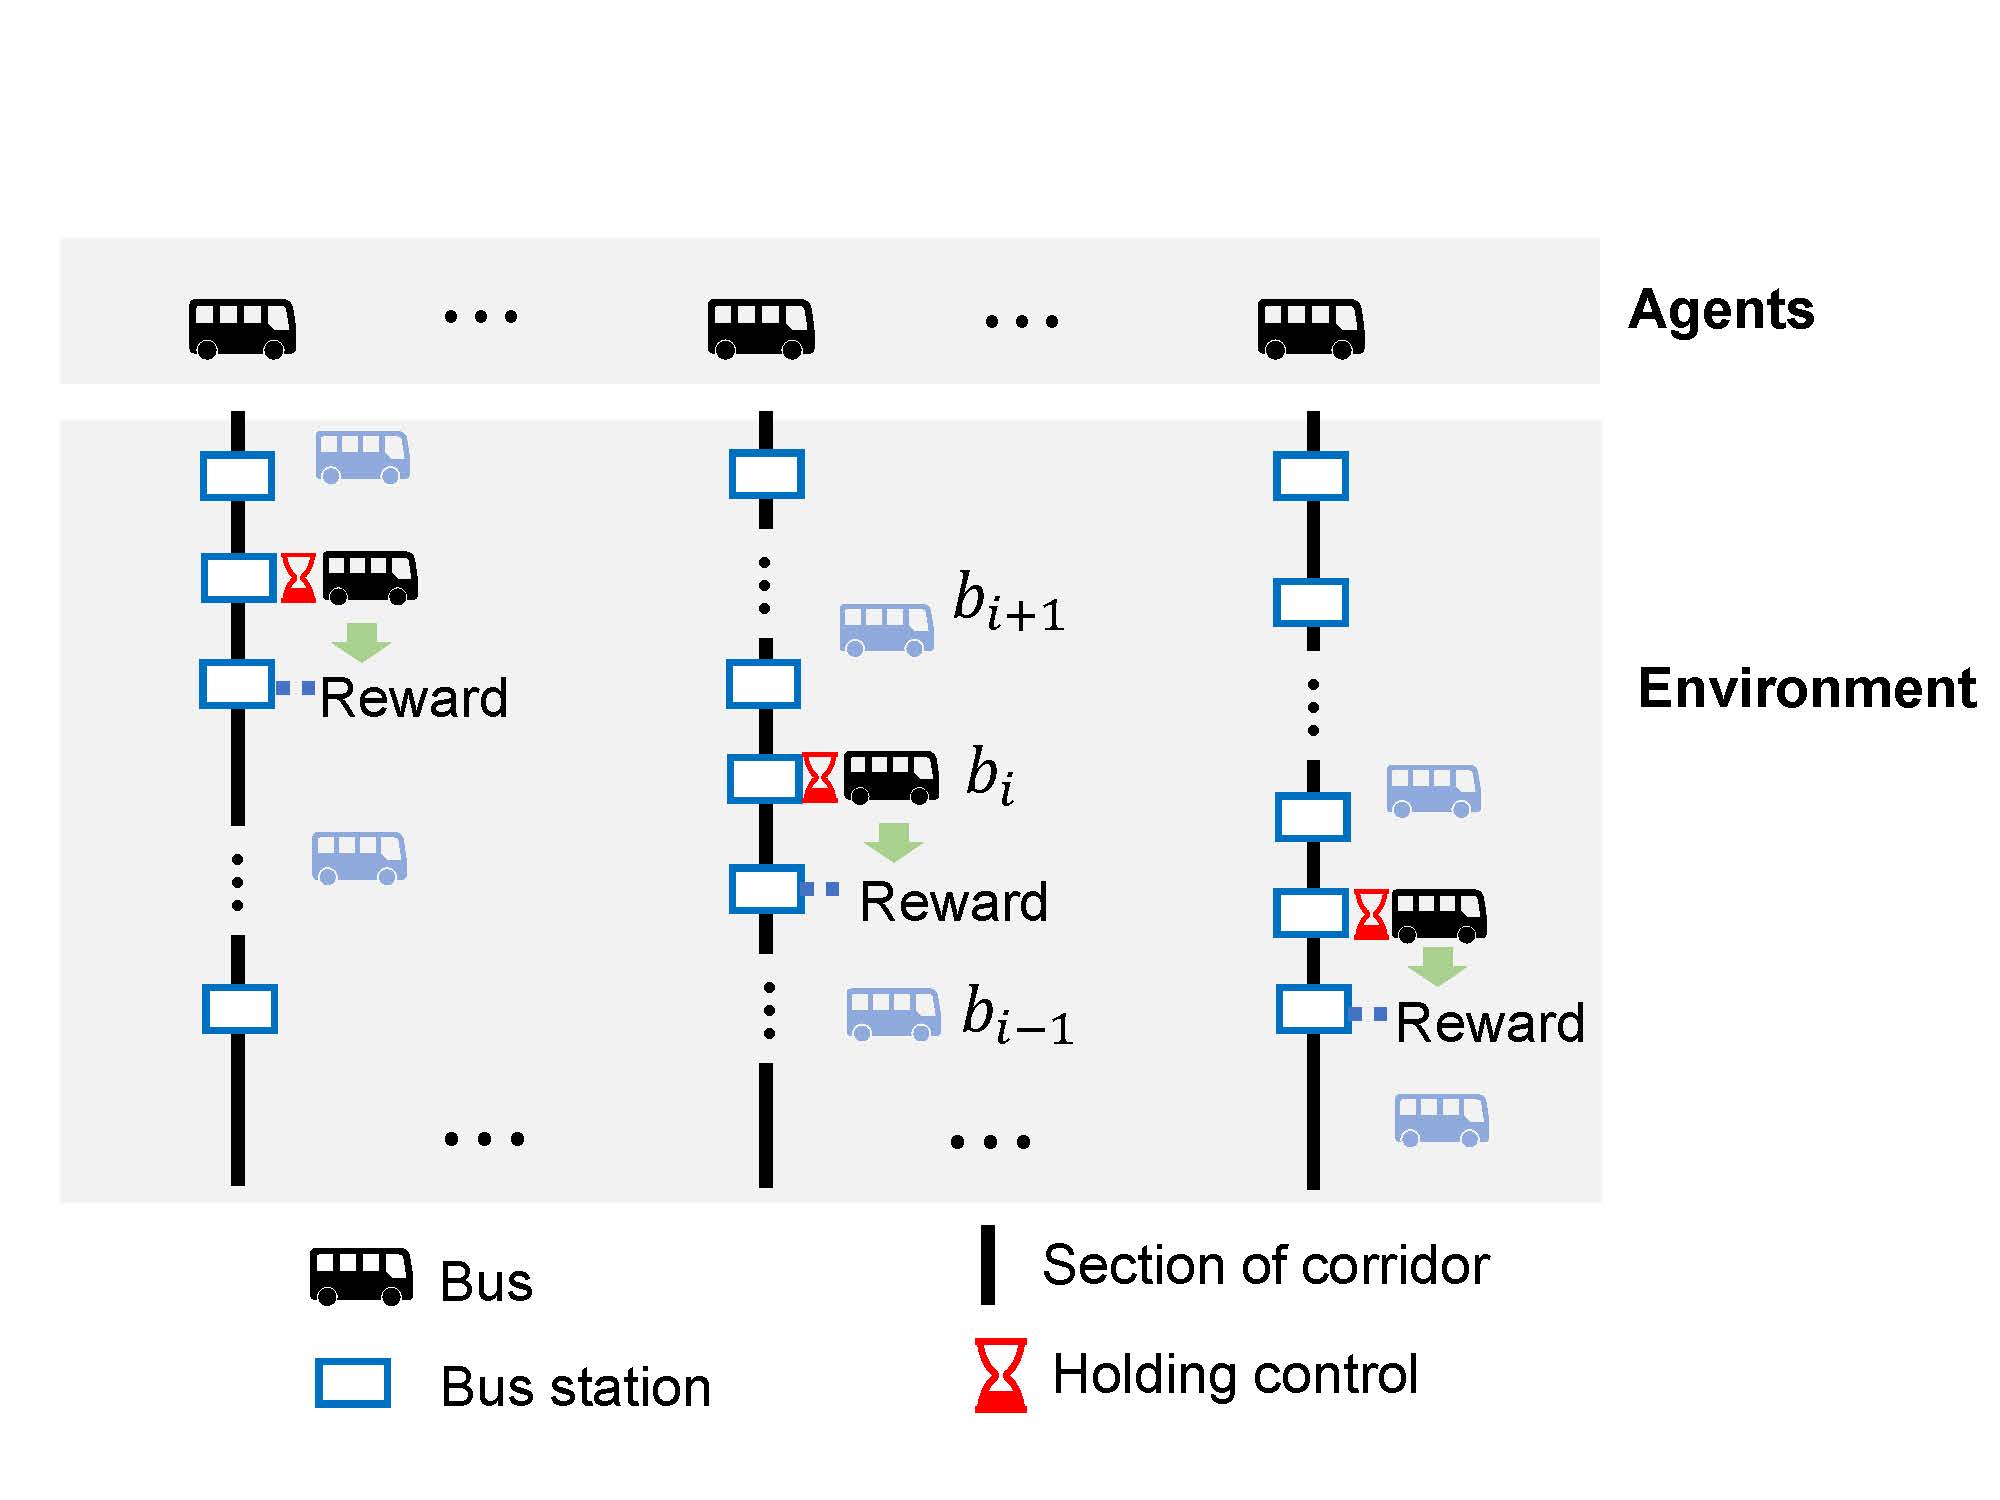 Agents
b_{i+1}
Environment
Reward
b_i
Reward
b_{i−1}
Reward
Bus
Section of corridor
Bus station
Holding control